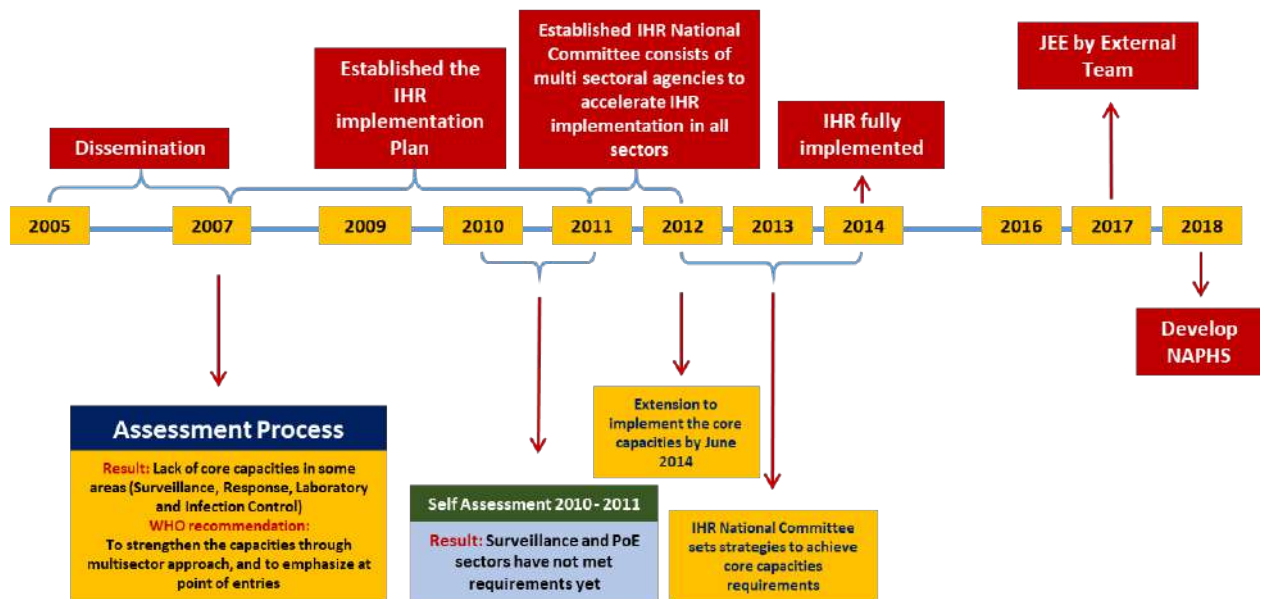 Dissemination
Established the
IHR
implementation
Plan
Established IHR National
Committee consists of
multi sectoral agencies to
accelerate IHR
implementation in all
sectors
IHR fully
implemented
JEE by External
Team
2005
2007
2009
2010
2011
2012
2013
2014
2016
2017
2018
Develop
NAPHS
Assessment Process
Result: Lack of core capacities in some
areas (Surveillance, Response, Laboratory
and Infection Control)
WHO recommendation:
To strengthen the capacities through
multisector approach, and to emphasize at
point of entries
Self Assessment 2010 - 2011
Result: Surveillance and PoE
sectors have not met
requirements yet
Extension to
implement the core
capacities by June
2014
IHR National Committee
sets strategies to achieve
core capacities
requirements